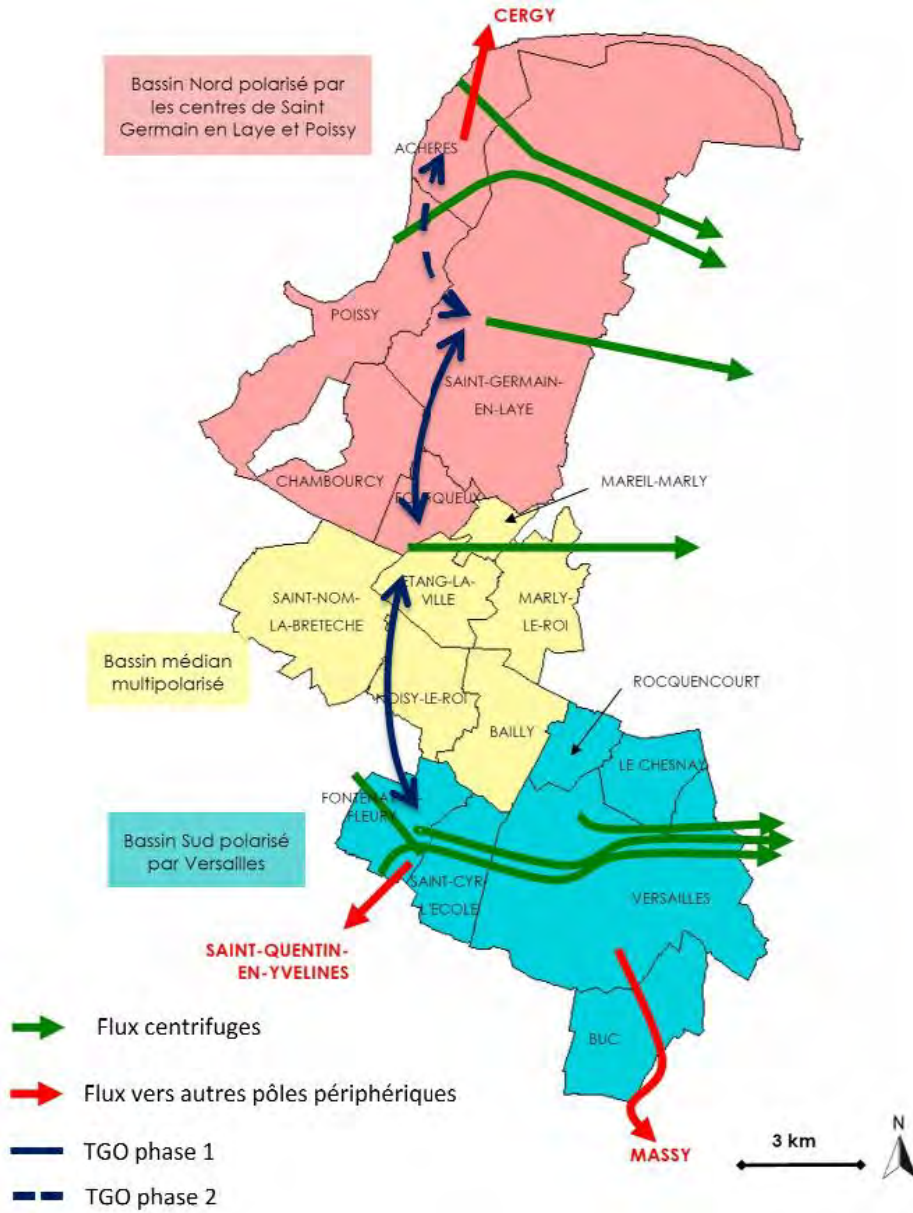 CERGY
Bassin Nord polarisé par
les centres de Saint
Germain en Laye et Poissy
ACHERES
POISSY
SAINT-GERMAIN-
EN-LAYE
CHAMBOURCY
MAREIL-MARLY
ETANG-LA-
VILLE
SAINT-NOM-
LA-BRETECHE
MARLY-
LE-ROI
Bassin médian
multipolarisé
NOISY-LE-ROI
BAILLY
ROCQUENCOURT
LE CHESNAY
FLEURY
Bassin Sud polarisé
par Versailles
SAINT-CYR
L'ECOLE
VERSAILLES
SAINT-QUENTIN-
EN-YVELINES
BUC
MASSY
Flux centrifuges
Flux vers autres pôles périphériques
TGO phase 1
TGO phase 2
3 km
N